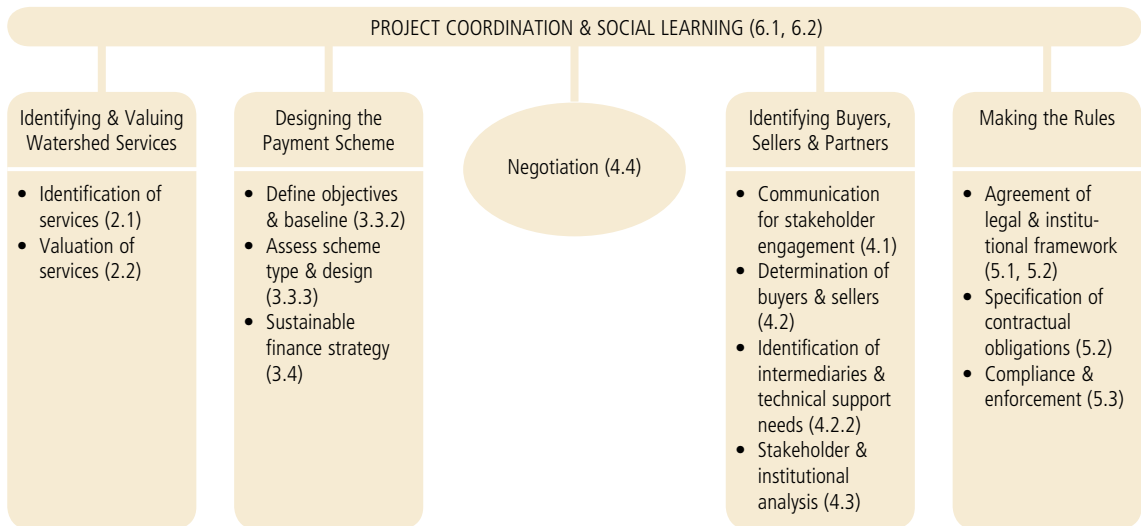 PROJECT COORDINATION & SOCIAL LEARNING (6.1, 6.2)
Identifying & Valuing
Watershed Services
• Identification of
services (2.1)
• Valuation of
services (2.2)
Designing the
Payment Scheme
• Define objectives
& baseline (3.3.2)
• Assess scheme
type & design
(3.3.3)
• Sustainable
finance strategy
(3.4)
Negotiation (4.4)
Identifying Buyers,
Sellers & Partners
• Communication
for stakeholder
engagement (4.1)
• Determination of
buyers & sellers
(4.2)
• Identification of
intermediaries &
technical support
needs (4.2.2)
• Stakeholder &
institutional
analysis (4.3)
Making the Rules
• Agreement of
legal & institu-
tional framework
(5.1, 5.2)
• Specification of
contractual
obligations (5.2)
• Compliance &
enforcement (5.3)